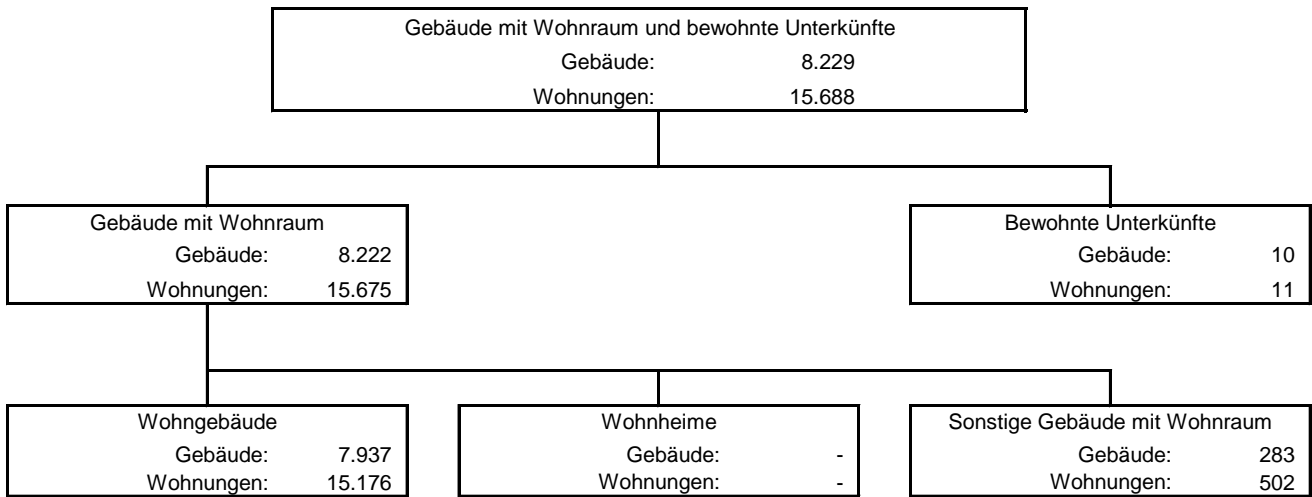 Gebäude mit Wohnraum und bewohnte Unterkünfte
Gebäude: 8.229
Wohnungen: 15.688
Gebäude mit Wohnraum
Gebäude: 8.222
Wohnungen: 15.675
Bewohnte Unterkünfte
Gebäude: 10
Wohnungen: 11
Wohngebäude
Gebäude: 7.937
Wohnungen: 15.176
Wohnheime
Gebäude: -
Wohnungen: -
Sonstige Gebäude mit Wohnraum
Gebäude: 283
Wohnungen: 502